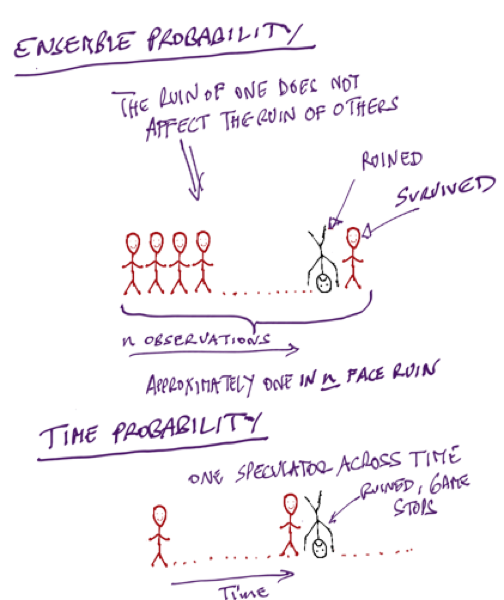 ENSEMBLE PROBABILITY
THE RUIN OF ONE DOES NOT
AFFECT THE RUIN OF OTHERS
RUINED
SURVIVED
n OBSERVATIONS
APPROXIMATELY ONE IN n FACE RUIN
TIME PROBABILITY
ONE SPECULATOR ACROSS TIME
RUINED, GAME
STOPS
Time